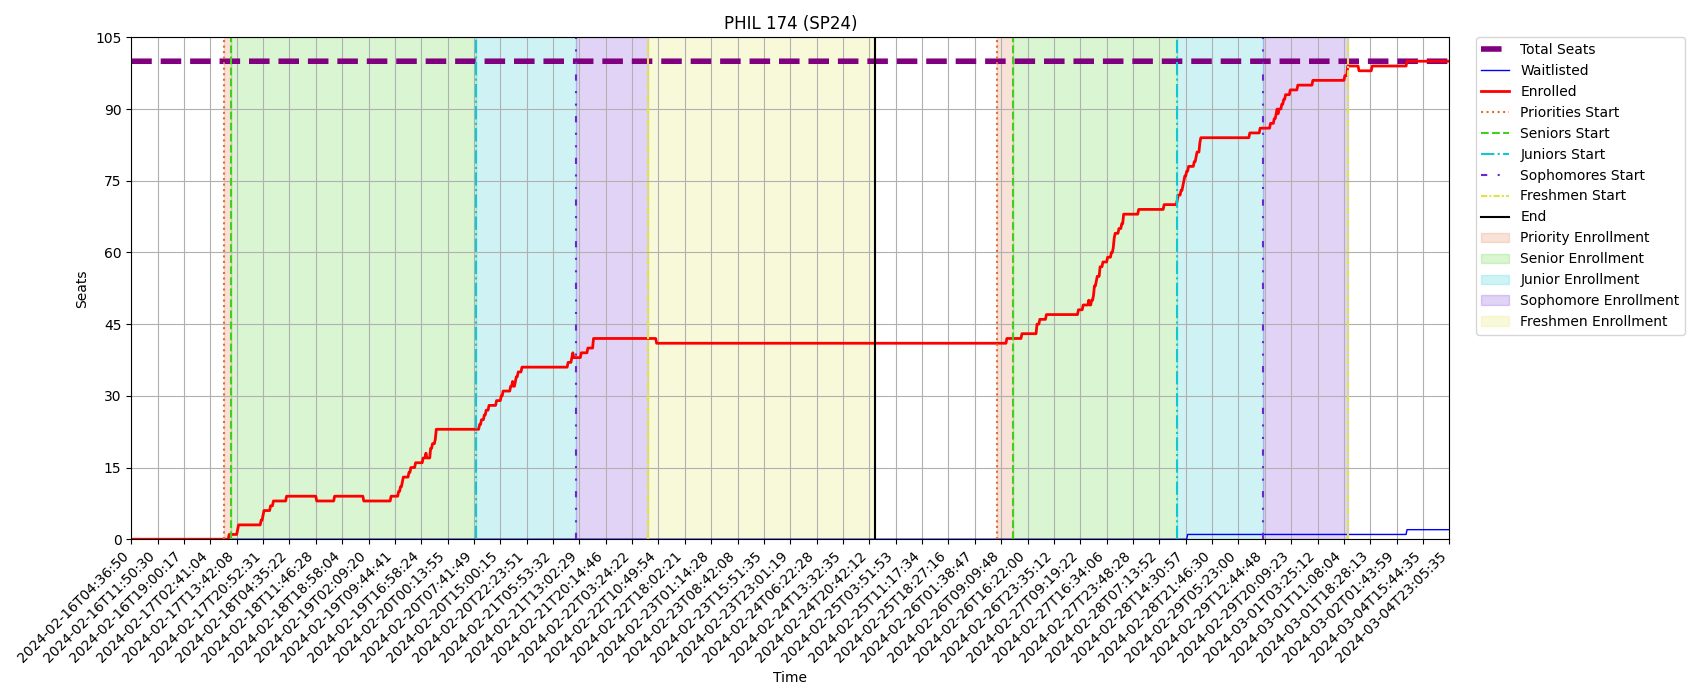 PHIL 174 (SP24)
105
90
75
60
45
30
15
0
Seats
2024-02-16T04:36:50
2024-02-16T11:50:30
2024-02-16T19:00:17
2024-02-17T02:41:04
2024-02-17T13:42:08
2024-02-17T20:52:31
2024-02-18T04:35:22
2024-02-18T11:46:28
2024-02-18T18:58:04
2024-02-19T02:09:20
2024-02-19T09:44:41
2024-02-19T16:58:24
2024-02-20T00:13:55
2024-02-20T07:41:49
2024-02-20T15:00:15
2024-02-20T22:23:51
2024-02-21T05:53:32
2024-02-21T13:02:29
2024-02-21T20:14:46
2024-02-22T03:24:22
2024-02-22T10:49:54
2024-02-22T18:02:21
2024-02-23T01:14:28
2024-02-23T08:42:08
2024-02-23T15:51:35
2024-02-23T23:01:19
2024-02-24T06:22:28
2024-02-24T13:32:35
2024-02-24T20:42:12
2024-02-25T03:51:53
2024-02-25T11:17:34
2024-02-25T18:27:16
2024-02-26T01:38:47
2024-02-26T09:09:48
2024-02-26T16:22:00
2024-02-26T23:35:12
2024-02-27T09:19:22
2024-02-27T16:34:06
2024-02-27T23:48:28
2024-02-28T07:13:52
2024-02-28T14:30:57
2024-02-28T21:46:30
2024-02-29T05:23:00
2024-02-29T12:44:48
2024-02-29T20:09:23
2024-03-01T03:25:12
2024-03-01T11:08:04
2024-03-01T18:28:13
2024-03-02T01:43:59
2024-03-04T15:44:35
2024-03-04T23:05:35
Time
Total Seats
Waitlisted
Enrolled
Priorities Start
Seniors Start
Juniors Start
Sophomores Start
Freshmen Start
End
Priority Enrollment
Senior Enrollment
Junior Enrollment
Sophomore Enrollment
Freshmen Enrollment